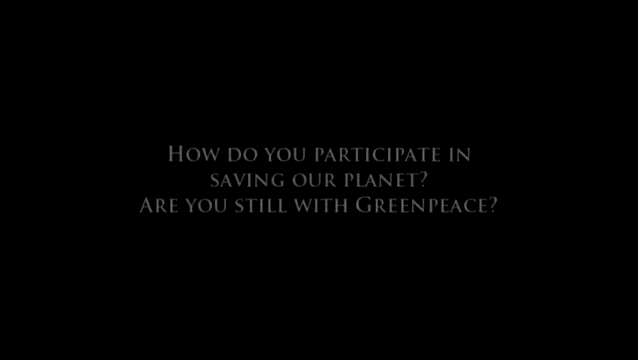 How do you participate in
saving our planet?
Are you still with Greenpeace?